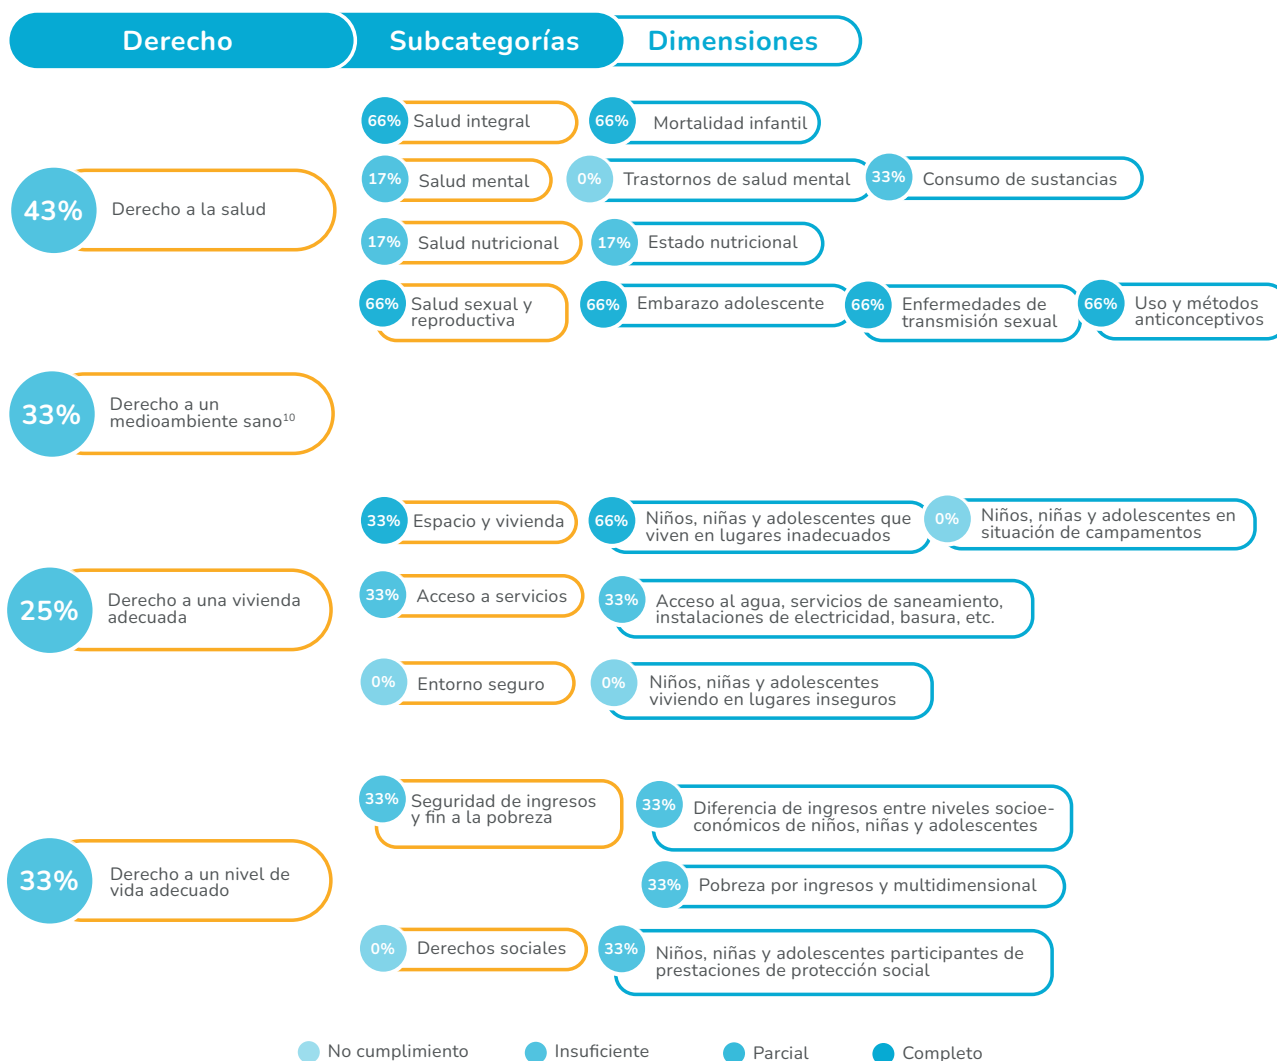 Derecho
Subcategorías
Dimensiones
43%
Derecho a la salud
66%
Salud integral
66%
Mortalidad infantil
17%
Salud mental
0%
Trastornos de salud mental
33%
Consumo de sustancias
17%
Salud nutricional
17%
Estado nutricional
66%
Salud sexual y
reproductiva
66%
Embarazo adolescente
66%
Enfermedades de
transmisión sexual
66%
Uso y métodos
anticonceptivos
33%
Derecho a un
medioambiente sano¹⁰
25%
Derecho a una vivienda
adecuada
33%
Espacio y vivienda
66%
Niños, niñas y adolescentes que
viven en lugares inadecuados
0%
Niños, niñas y adolescentes en
situación de campamentos
33%
Acceso a servicios
33%
Acceso al agua, servicios de saneamiento,
instalaciones de electricidad, basura, etc.
0%
Entorno seguro
0%
Niños, niñas y adolescentes
viviendo en lugares inseguros
33%
Derecho a un nivel de
vida adecuado
33%
Seguridad de ingresos
y fin a la pobreza
33%
Diferencia de ingresos entre niveles socioe-
conómicos de niños, niñas y adolescentes
33%
Pobreza por ingresos y multidimensional
0%
Derechos sociales
33%
Niños, niñas y adolescentes participantes de
prestaciones de protección social
No cumplimiento
Insuficiente
Parcial
Completo